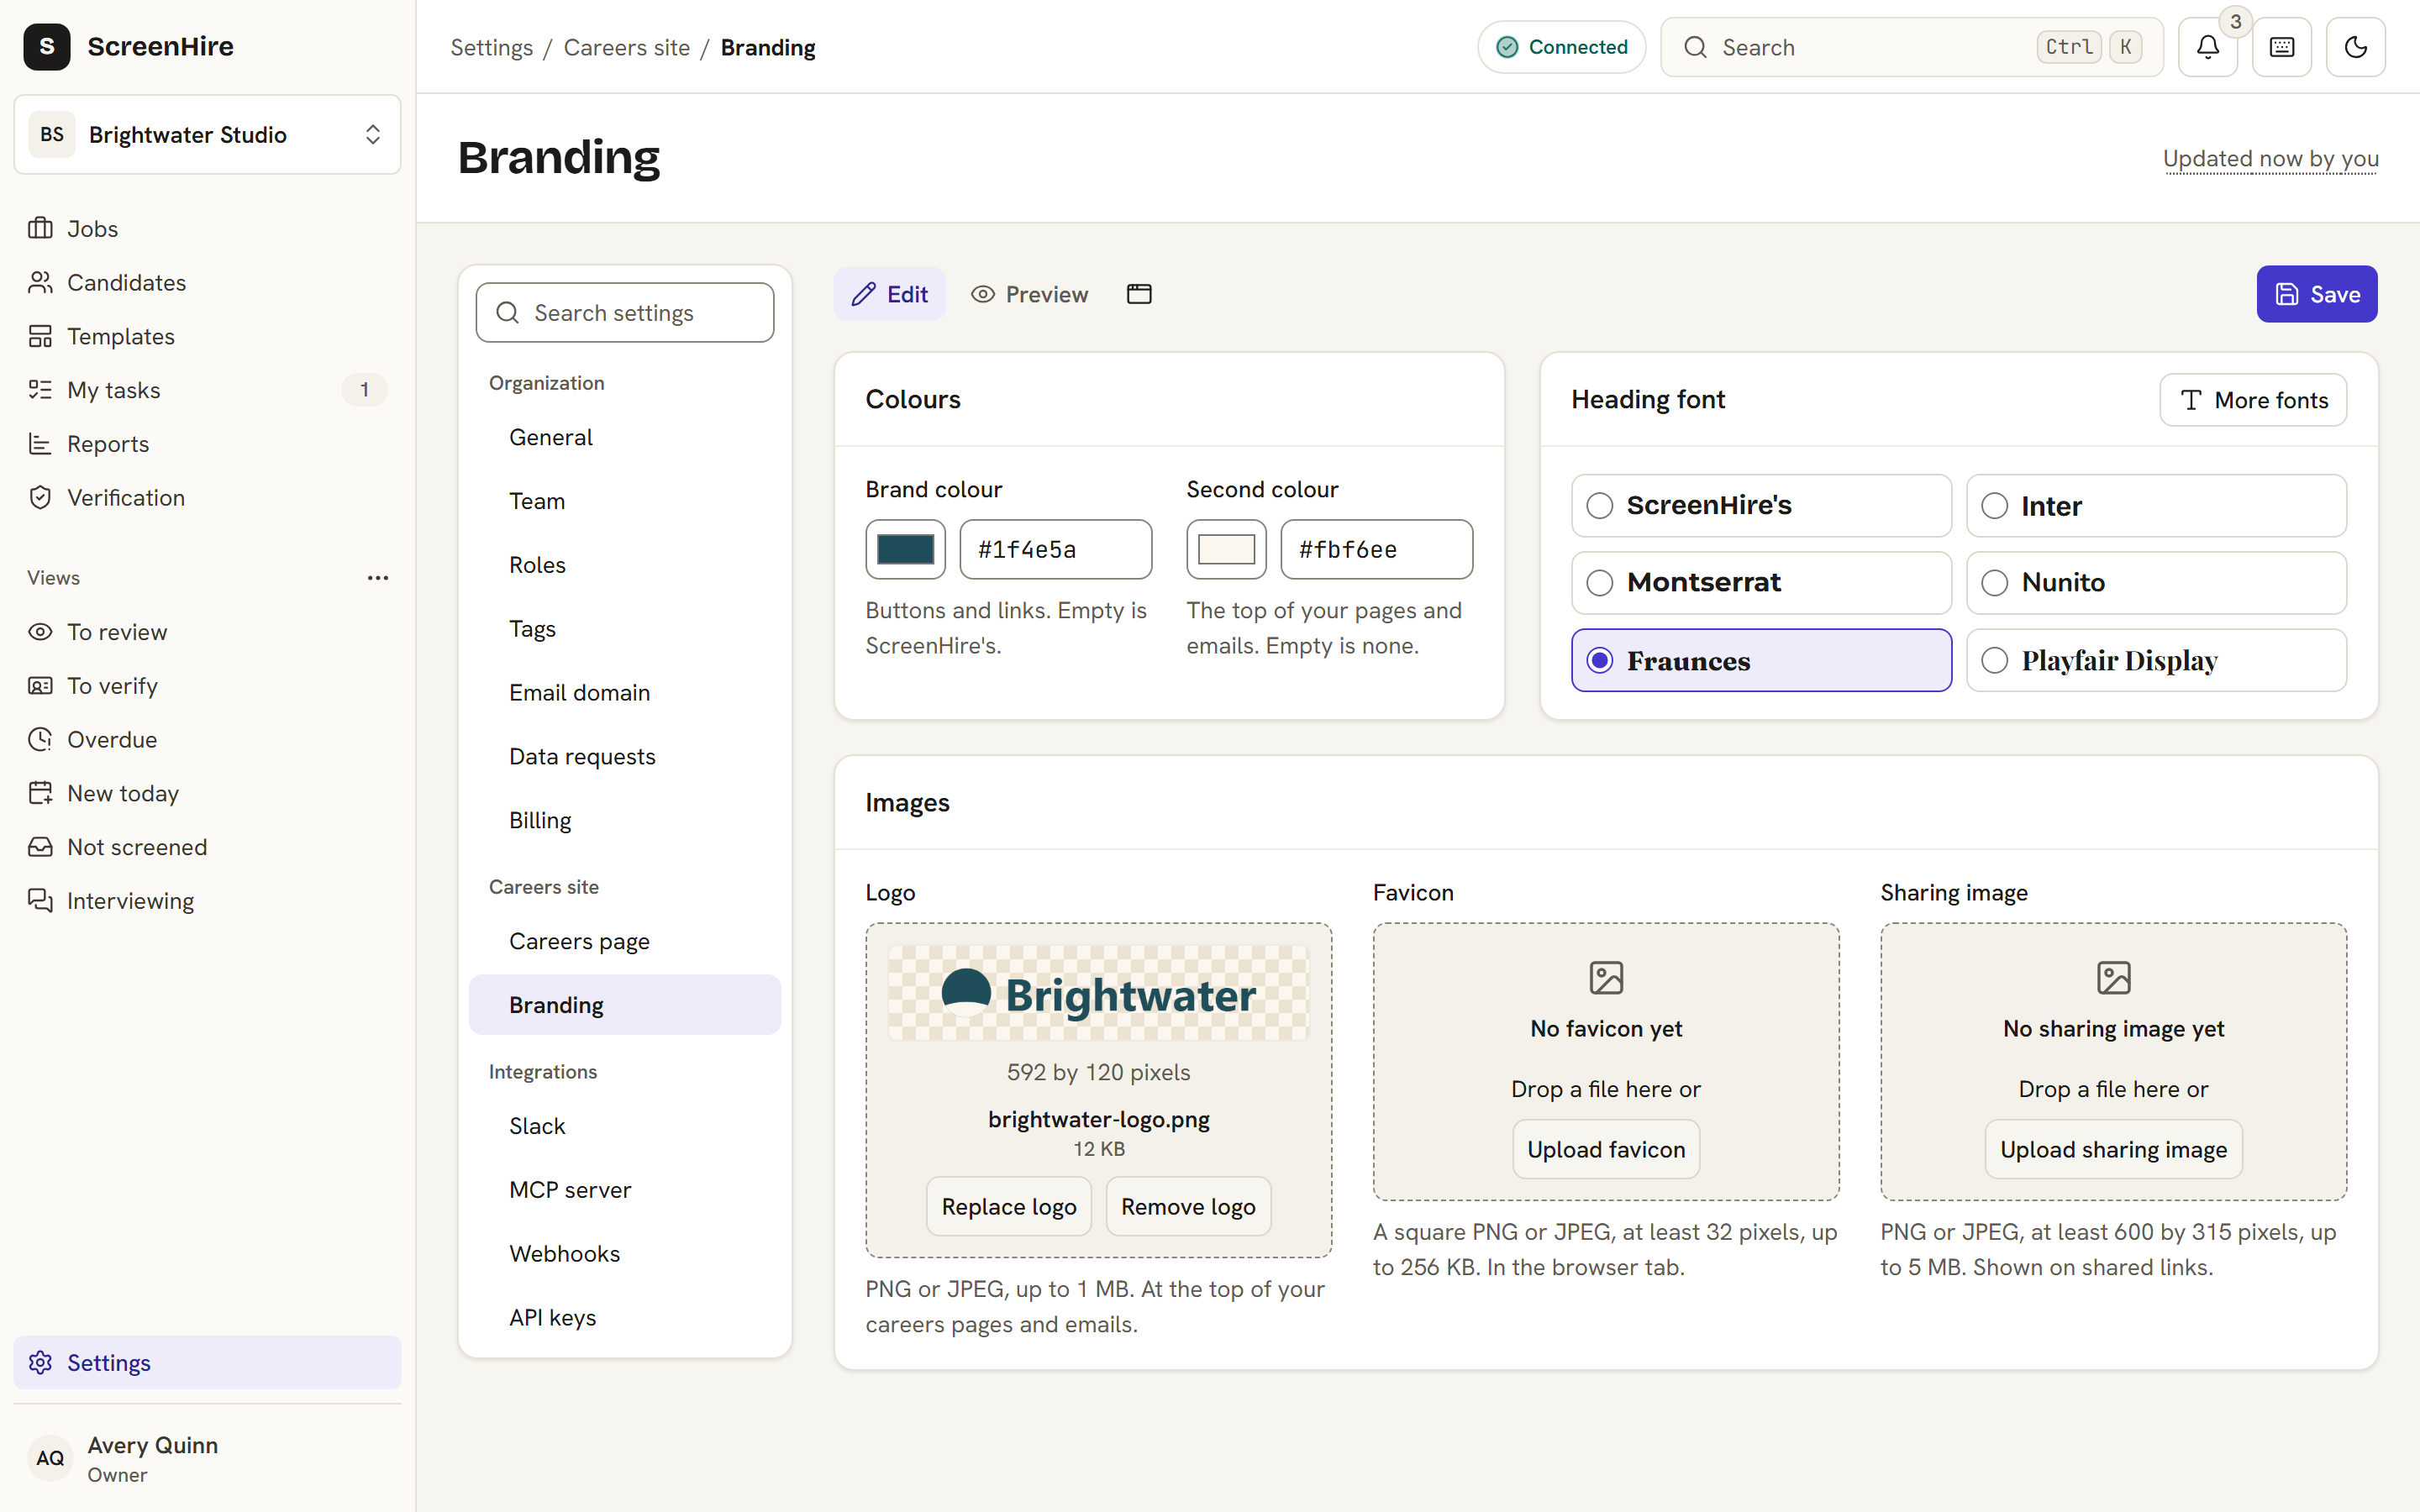 S ScreenHire
BS Brightwater Studio
Jobs
Candidates
Templates
My tasks 1
Reports
Verification
Views
To review
To verify
Overdue
New today
Not screened
Interviewing
Settings
AQ Avery Quinn
Owner
Settings / Careers site / Branding
Connected
Search Ctrl K
3
Branding
Updated now by you
Search settings
Organization
General
Team
Roles
Tags
Email domain
Data requests
Billing
Careers site
Careers page
Branding
Integrations
Slack
MCP server
Webhooks
API keys
Edit Preview
Save
Colours
Brand colour
#1f4e5a
Buttons and links. Empty is
ScreenHire's.
Second colour
#fbf6ee
The top of your pages and
emails. Empty is none.
Heading font
More fonts
ScreenHire's
Inter
Montserrat
Nunito
Fraunces
Playfair Display
Images
Logo
Brightwater
592 by 120 pixels
brightwater-logo.png
12 KB
Replace logo Remove logo
PNG or JPEG, up to 1 MB. At the top of your
careers pages and emails.
Favicon
No favicon yet
Drop a file here or
Upload favicon
A square PNG or JPEG, at least 32 pixels, up
to 256 KB. In the browser tab.
Sharing image
No sharing image yet
Drop a file here or
Upload sharing image
PNG or JPEG, at least 600 by 315 pixels, up
to 5 MB. Shown on shared links.